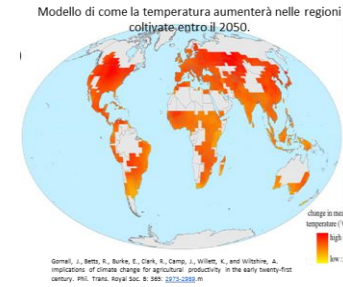 Modello di come la temperatura aumenterà nelle regioni
coltivate entro il 2050.
change in mea
temperature (°
high
low :
Gornall, J., Betts, R., Burke, E., Clark, R., Camp, J., Willett, K., and Wiltshire, A.
Implications of climate change for agricultural productivity in the early twenty-first
century. Phil. Trans. Royal Soc. B: 365: 2973-2989.m